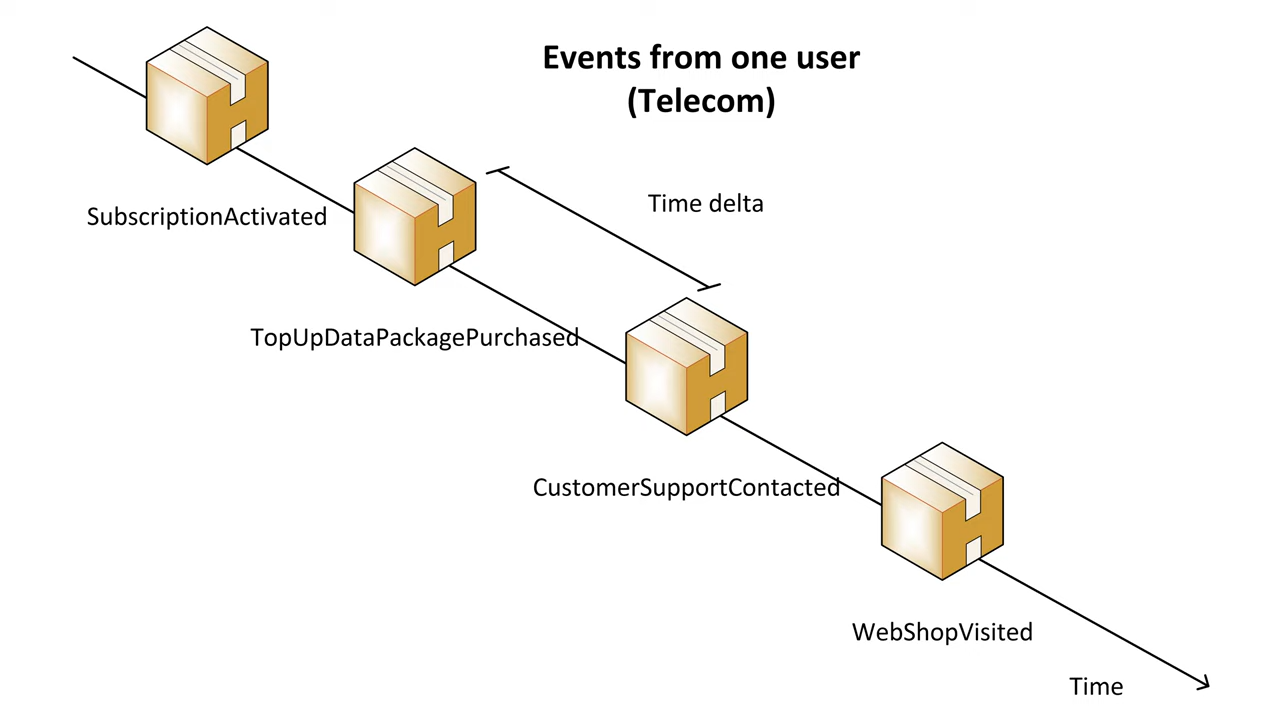 Events from one user
(Telecom)
Time delta
SubscriptionActivated
TopUpDataPackagePurchased
CustomerSupportContacted
WebShopVisited
Time